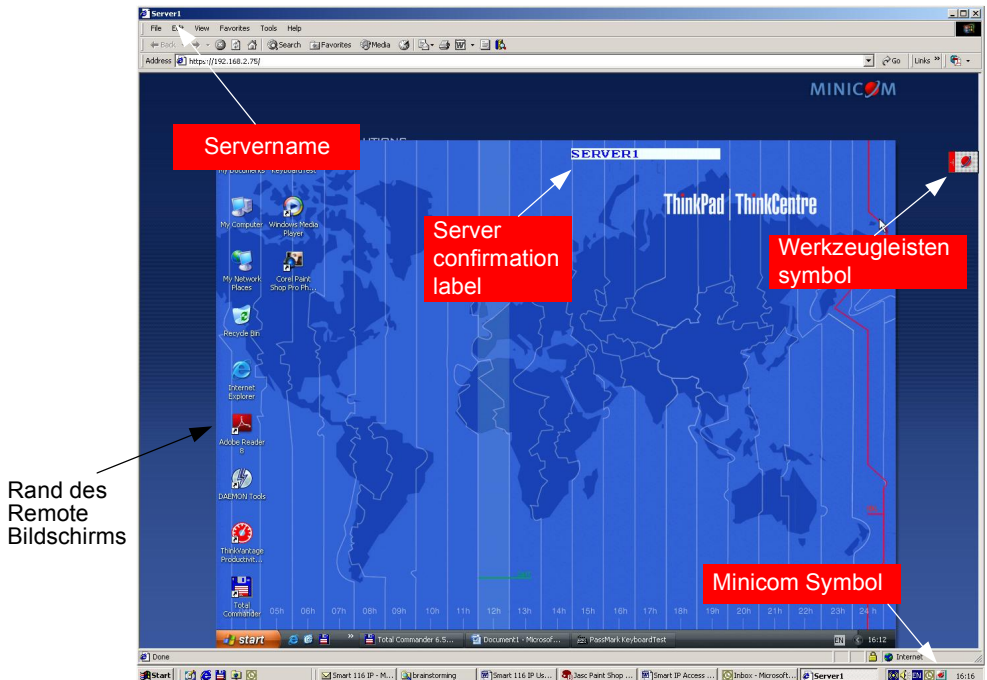 Server1
File Edit View Favorites Tools Help
Back Search Favorites Media
Address https://192.168.2.75/ Go Links »
MINICOM
Servername
SERVER1
My Documents KeyboardTest
ThinkPad ThinkCentre
My Computer Windows Media Player
Server confirmation label
Werkzeugleisten symbol
My Network Places Corel Paint Shop Pro Ph...
Recycle Bin
Internet Explorer
Adobe Reader 8
Rand des Remote Bildschirms
DAEMON Tools
ThinkVantage Productivit...
Minicom Symbol
Total Commander
05h 06h 07h 08h 09h 10h 11h 12h 13h 14h 15h 16h 17h 18h 19h 20h 21h 22h 23h 24 h
start » Total Commander 6.5... Document1 - Microsof... PassMark KeyboardTest EN 16:12
Done Internet
Start Smart 116 IP - M... brainstorming Smart 116 IP Us... Jasc Paint Shop ... Smart IP Access ... Inbox - Microsoft... Server1 EN 16:16